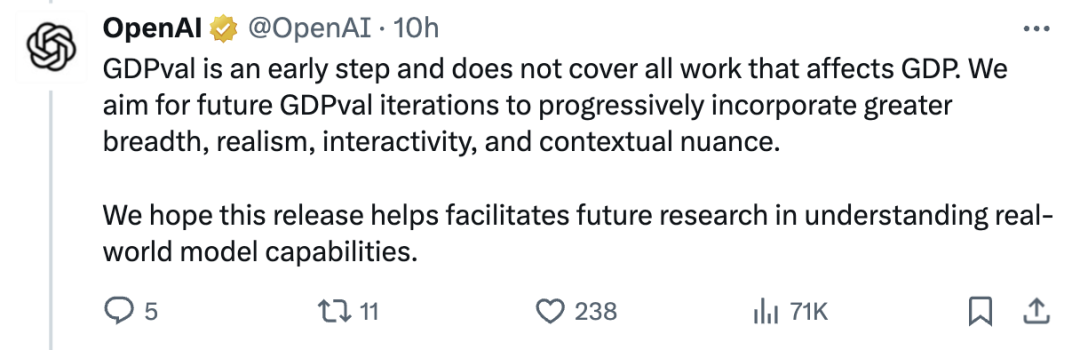 OpenAI @OpenAI · 10h
GDPval is an early step and does not cover all work that affects GDP. We
aim for future GDPval iterations to progressively incorporate greater
breadth, realism, interactivity, and contextual nuance.
We hope this release helps facilitates future research in understanding real-
world model capabilities.
5 11 238 71K